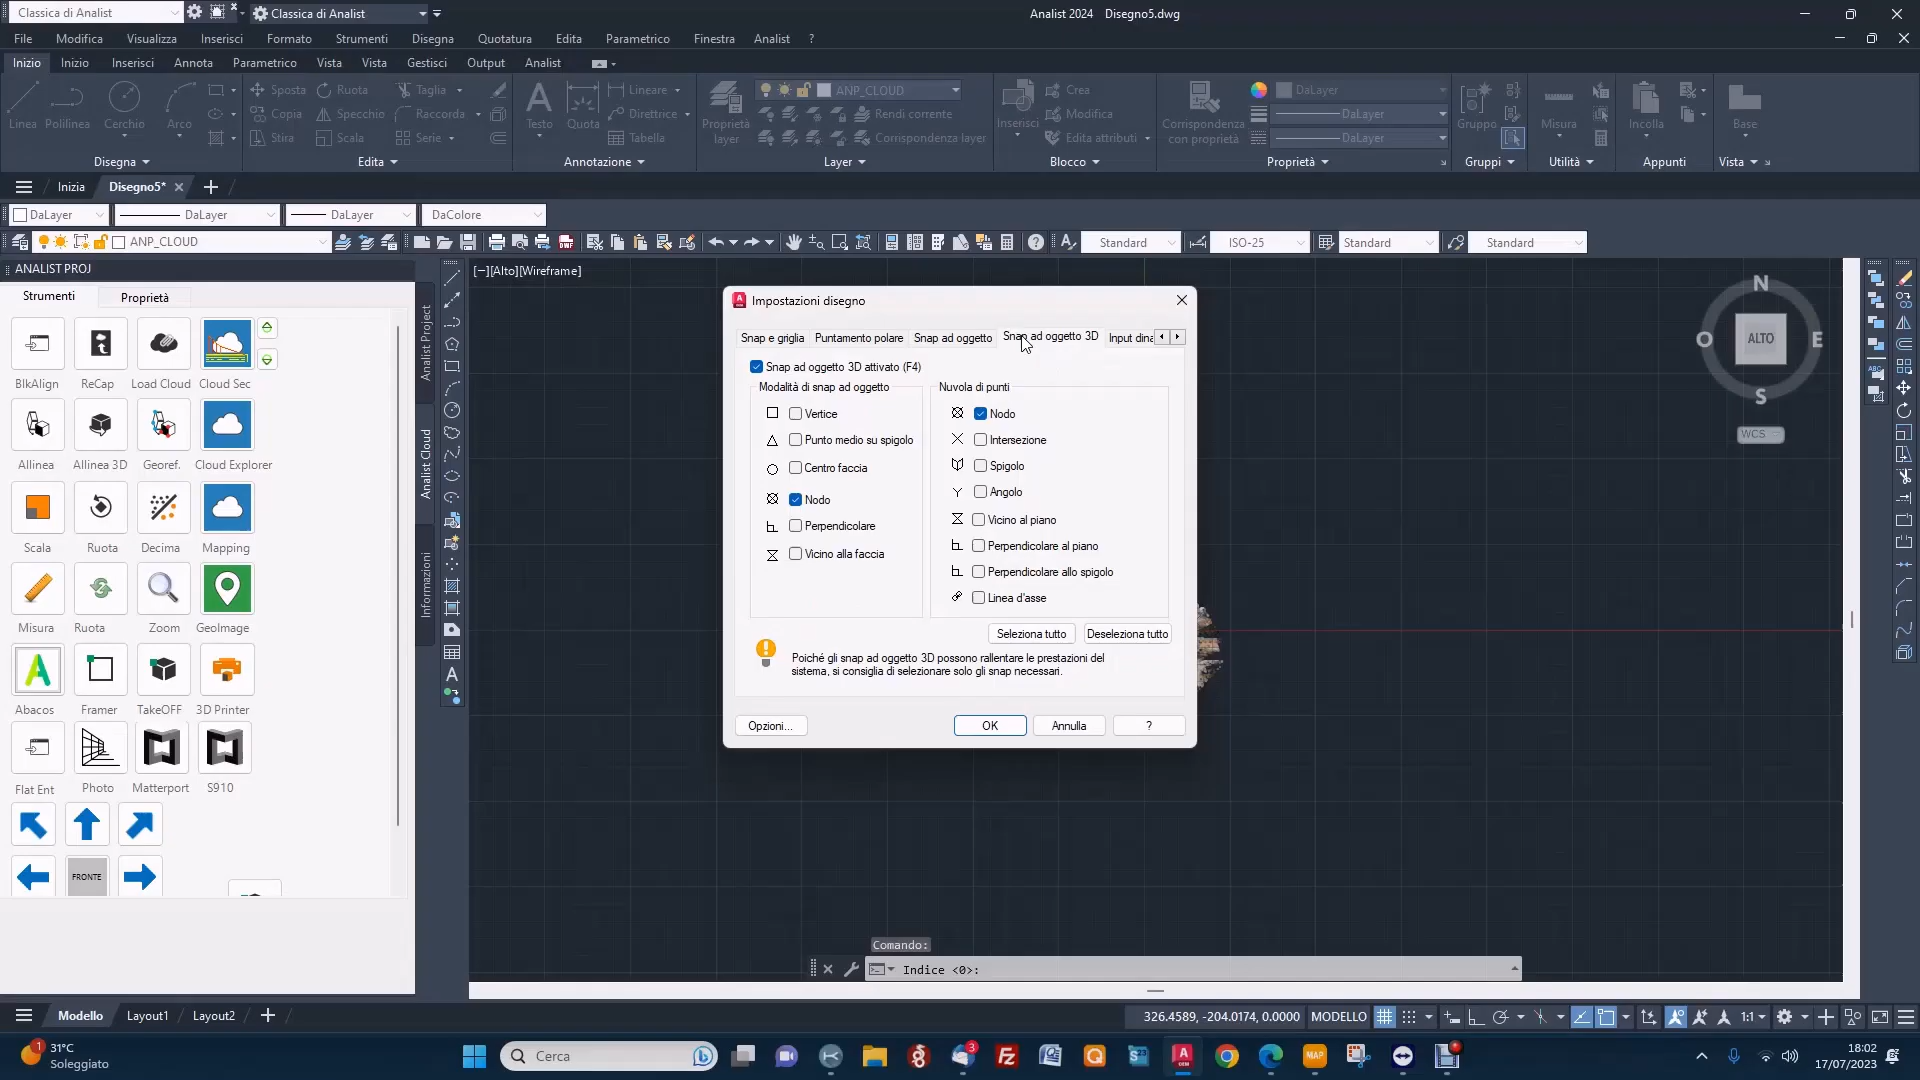 Classica di Analist
Classica di Analist
Analist 2024 Disegno5.dwg
File Modifica Visualizza Inserisci Formato Strumenti Disegna Quotatura Edita Parametrico Finestra Analist ?
Inizio Inizio Inserisci Annota Parametrico Vista Vista Gestisci Output Analist
Linea Polilinea Cerchio Arco
Sposta Ruota Taglia
Copia Specchio Raccorda
Stira Scala Serie
Testo Quota
Lineare
Direttrice
Tabella
Proprietà layer
ANP_CLOUD
Rendi corrente
Corrispondenza layer
Inserisci
Crea
Modifica
Edita attributi
Corrispondenza con proprietà
DaLayer
DaLayer
DaLayer
Gruppo Misura Incolla Base
Disegna Edita Annotazione Layer Blocco Proprietà Gruppi Utilità Appunti Vista
Inizia Disegno5*
DaLayer DaLayer DaLayer DaColore
ANP_CLOUD
DWF
Standard ISO-25 Standard Standard
ANALIST PROJ
Strumenti Proprietà
BlkAlign ReCap Load Cloud Cloud Sec
Allinea Allinea 3D Georef. Cloud Explorer
Scala Ruota Decima Mapping
Misura Ruota Zoom GeoImage
Abacos Framer TakeOFF 3D Printer
Flat Ent Photo Matterport S910
FRONTE
Analist Project
Analist Cloud
Informazioni
[−][Alto][Wireframe]
N
O ALTO E
S
WCS
ABC
Impostazioni disegno
Snap e griglia Puntamento polare Snap ad oggetto Snap ad oggetto 3D Input dina
Snap ad oggetto 3D attivato (F4)
Modalità di snap ad oggetto
Vertice
Punto medio su spigolo
Centro faccia
Nodo
Perpendicolare
Vicino alla faccia
Nuvola di punti
Nodo
Intersezione
Spigolo
Angolo
Vicino al piano
Perpendicolare al piano
Perpendicolare allo spigolo
Linea d'asse
Seleziona tutto Deseleziona tutto
Poiché gli snap ad oggetto 3D possono rallentare le prestazioni del
sistema, si consiglia di selezionare solo gli snap necessari.
Opzioni... OK Annulla ?
Comando:
Indice <0>:
Modello Layout1 Layout2
326.4589, -204.0174, 0.0000 MODELLO 1:1
1
31°C
Soleggiato
Cerca
3
MAP
18:02
17/07/2023